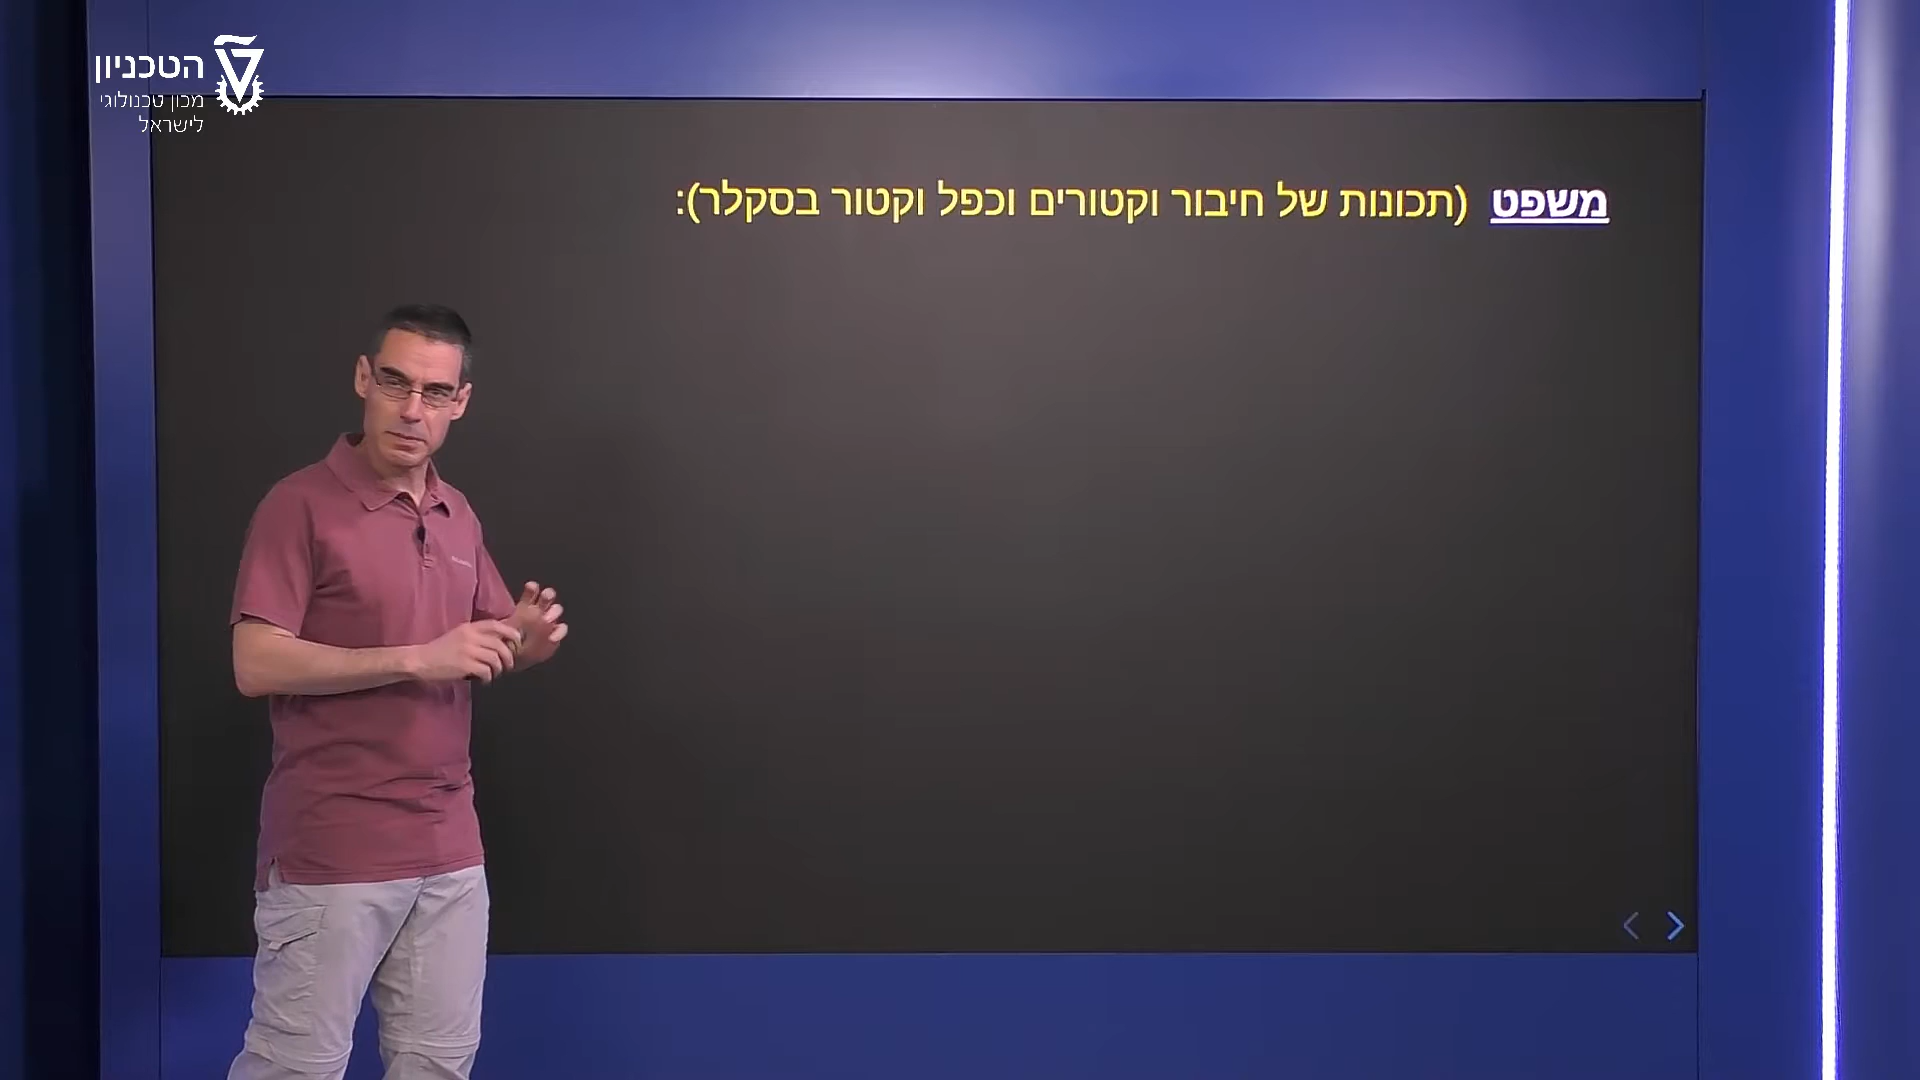 הטכניון
מכון טכנולוגי
לישראל
משפט (תכונות של חיבור וקטורים וכפל וקטור בסקלר):